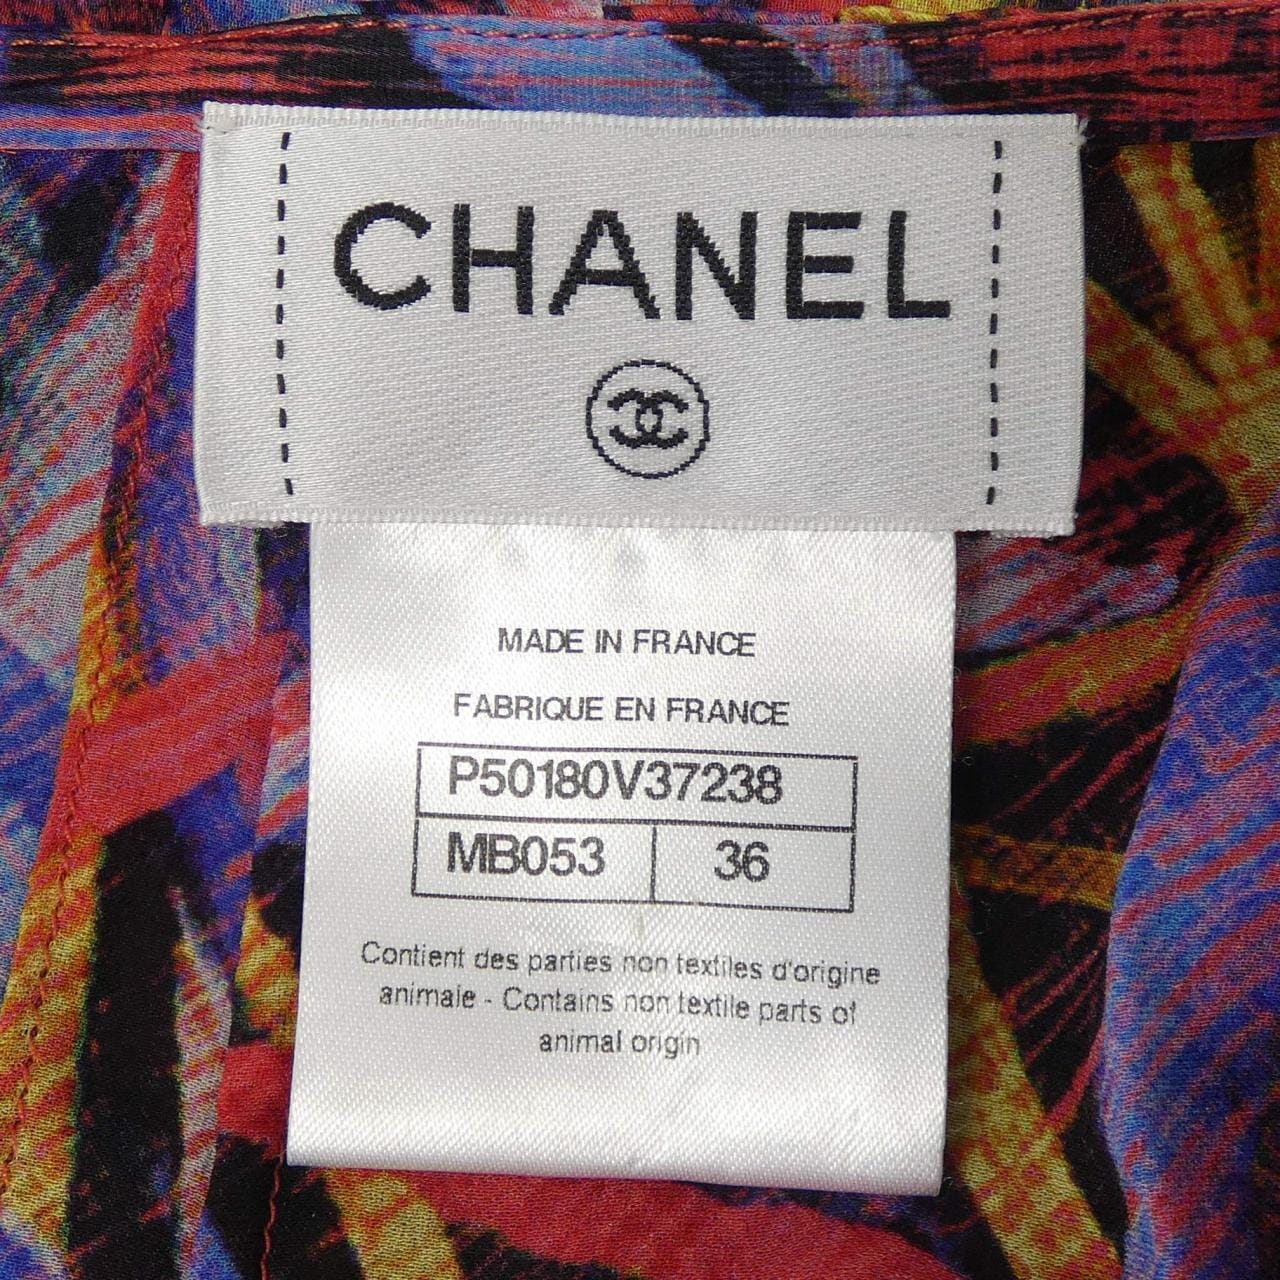 CHANEL
MADE IN FRANCE
FABRIQUE EN FRANCE
P50180V37238
MB053 36
Contient des parties non textiles d'origine
animale - Contains non textile parts of
animal origin